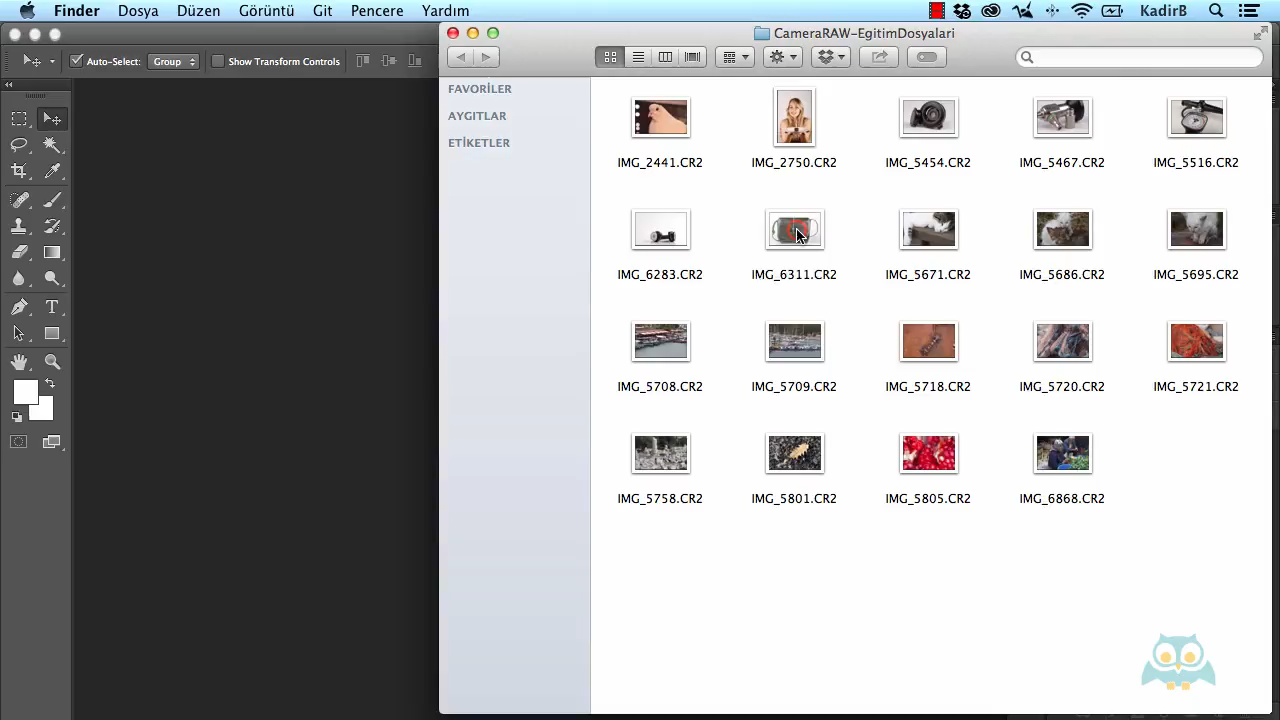 Finder Dosya Düzen Görüntü Git Pencere Yardım KadirB
CameraRAW-EgitimDosyalari
Auto-Select: Group Show Transform Controls
FAVORİLER
AYGITLAR
ETİKETLER
IMG_2441.CR2 IMG_2750.CR2 IMG_5454.CR2 IMG_5467.CR2 IMG_5516.CR2
IMG_6283.CR2 IMG_6311.CR2 IMG_5671.CR2 IMG_5686.CR2 IMG_5695.CR2
IMG_5708.CR2 IMG_5709.CR2 IMG_5718.CR2 IMG_5720.CR2 IMG_5721.CR2
IMG_5758.CR2 IMG_5801.CR2 IMG_5805.CR2 IMG_6868.CR2